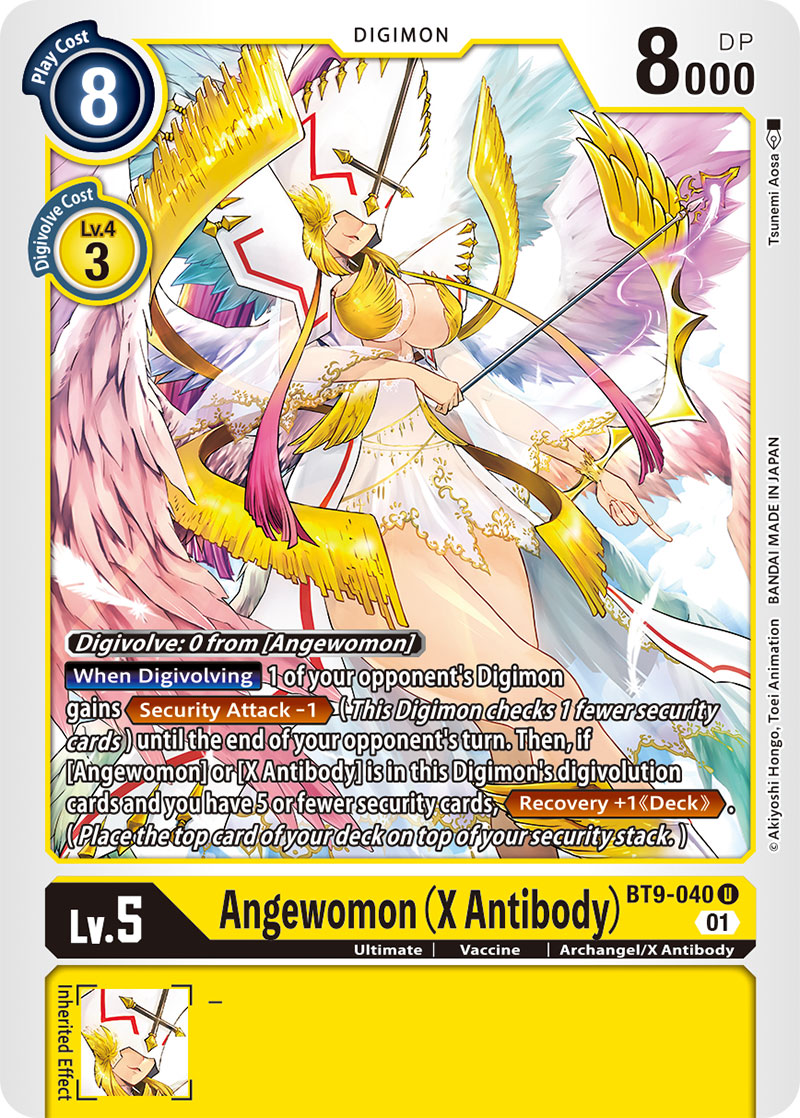 DIGIMON
Play Cost
8
8000
DP
Digivolve Cost
Lv.4
3
Tsunemi Aosa
© Akiyoshi Hongo, Toei Animation BANDAI MADE IN JAPAN
Digivolve: 0 from [Angewomon]
When Digivolving 1 of your opponent's Digimon
gains Security Attack -1 (This Digimon checks 1 fewer security
cards) until the end of your opponent's turn. Then, if
[Angewomon] or [X Antibody] is in this Digimon's digivolution
cards and you have 5 or fewer security cards, Recovery +1《Deck》.
(Place the top card of your deck on top of your security stack.)
Lv.5
Angewomon (X Antibody)
BT9-040 U
01
Ultimate | Vaccine | Archangel/X Antibody
Inherited Effect
–